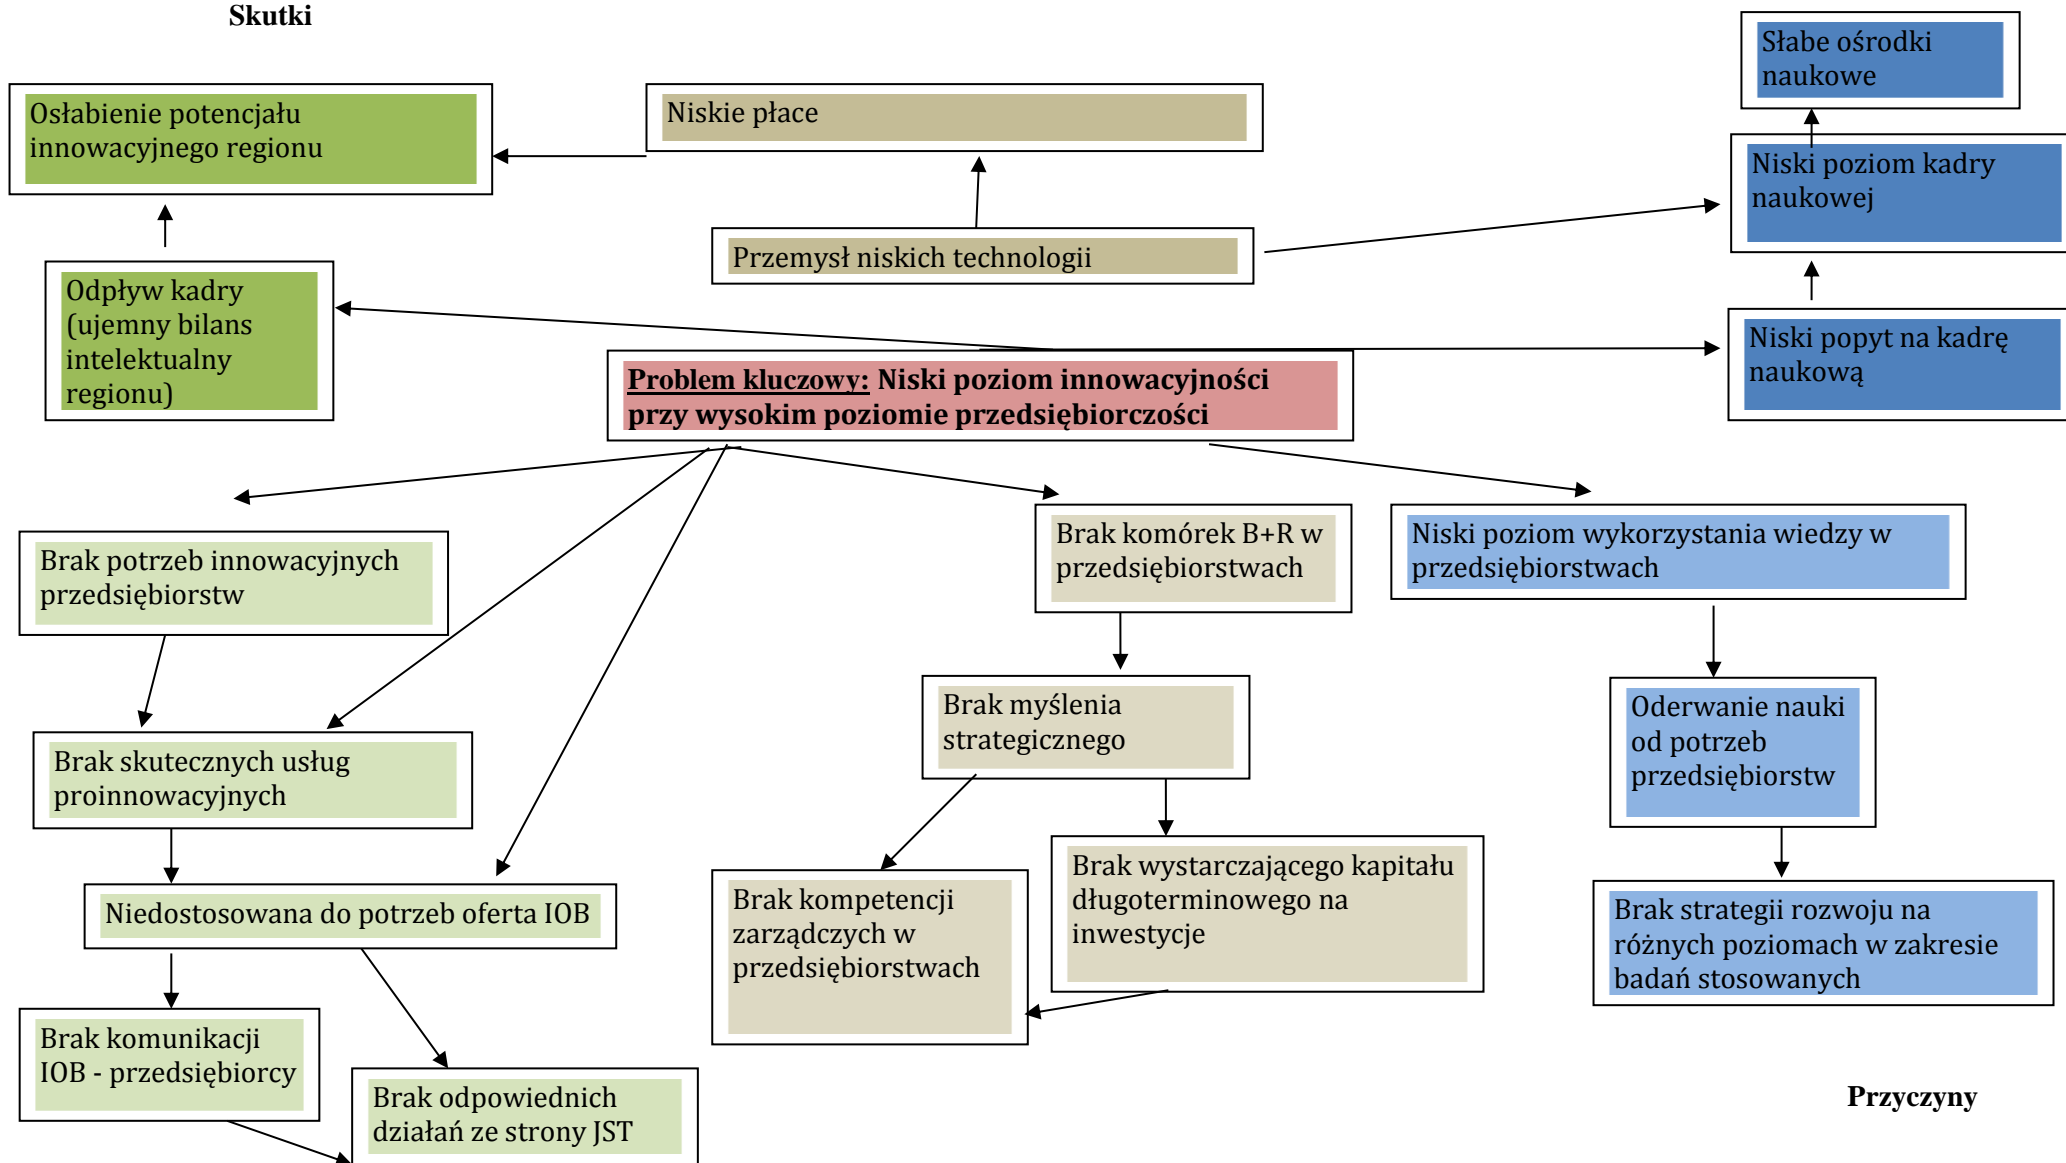 Skutki
Słabe ośrodki
naukowe
Osłabienie potencjału
innowacyjnego regionu
Niskie płace
Niski poziom kadry
naukowej
Przemysł niskich technologii
Odpływ kadry
(ujemny bilans
intelektualny
regionu)
Niski popyt na kadrę
naukową
Problem kluczowy: Niski poziom innowacyjności
przy wysokim poziomie przedsiębiorczości
Brak potrzeb innowacyjnych
przedsiębiorstw
Brak komórek B+R w
przedsiębiorstwach
Niski poziom wykorzystania wiedzy w
przedsiębiorstwach
Brak myślenia
strategicznego
Oderwanie nauki
od potrzeb
przedsiębiorstw
Brak skutecznych usług
proinnowacyjnych
Brak wystarczającego kapitału
długoterminowego na
inwestycje
Niedostosowana do potrzeb oferta IOB
Brak kompetencji
zarządczych w
przedsiębiorstwach
Brak strategii rozwoju na
różnych poziomach w zakresie
badań stosowanych
Brak komunikacji
IOB - przedsiębiorcy
Brak odpowiednich
działań ze strony JST
Przyczyny